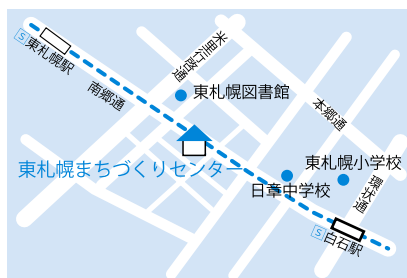 S 東札幌駅
米里行啓通
南郷通
東札幌図書館
本郷通
東札幌まちづくりセンター
東札幌小学校
日章中学校
環状通
S 白石駅